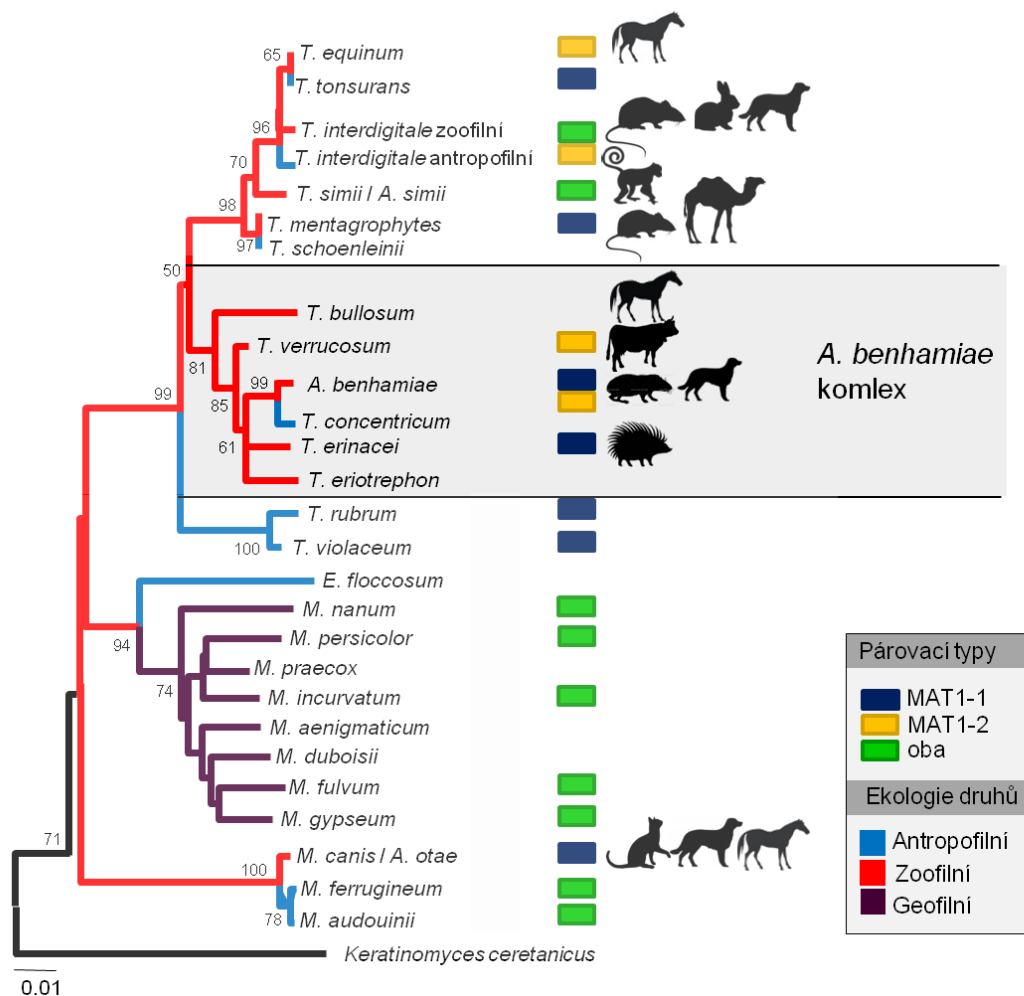 65
T. equinum
T. tonsurans
96
T. interdigitale zoofilní
T. interdigitale antropofilní
70
T. simii / A. simii
98
T. mentagrophytes
97
T. schoenleinii
50
T. bullosum
T. verrucosum
81
99
A. benhamiae
85
T. concentricum
61
T. erinacei
T. eriotrephon
A. benhamiae
komlex
99
T. rubrum
100
T. violaceum
E. floccosum
94
M. nanum
M. persicolor
74
M. praecox
M. incurvatum
M. aenigmaticum
M. duboisii
M. fulvum
M. gypseum
71
100
M. canis / A. otae
M. ferrugineum
78
M. audouinii
Keratinomyces ceretanicus
0.01
Párovací typy
MAT1-1
MAT1-2
oba
Ekologie druhů
Antropofilní
Zoofilní
Geofilní